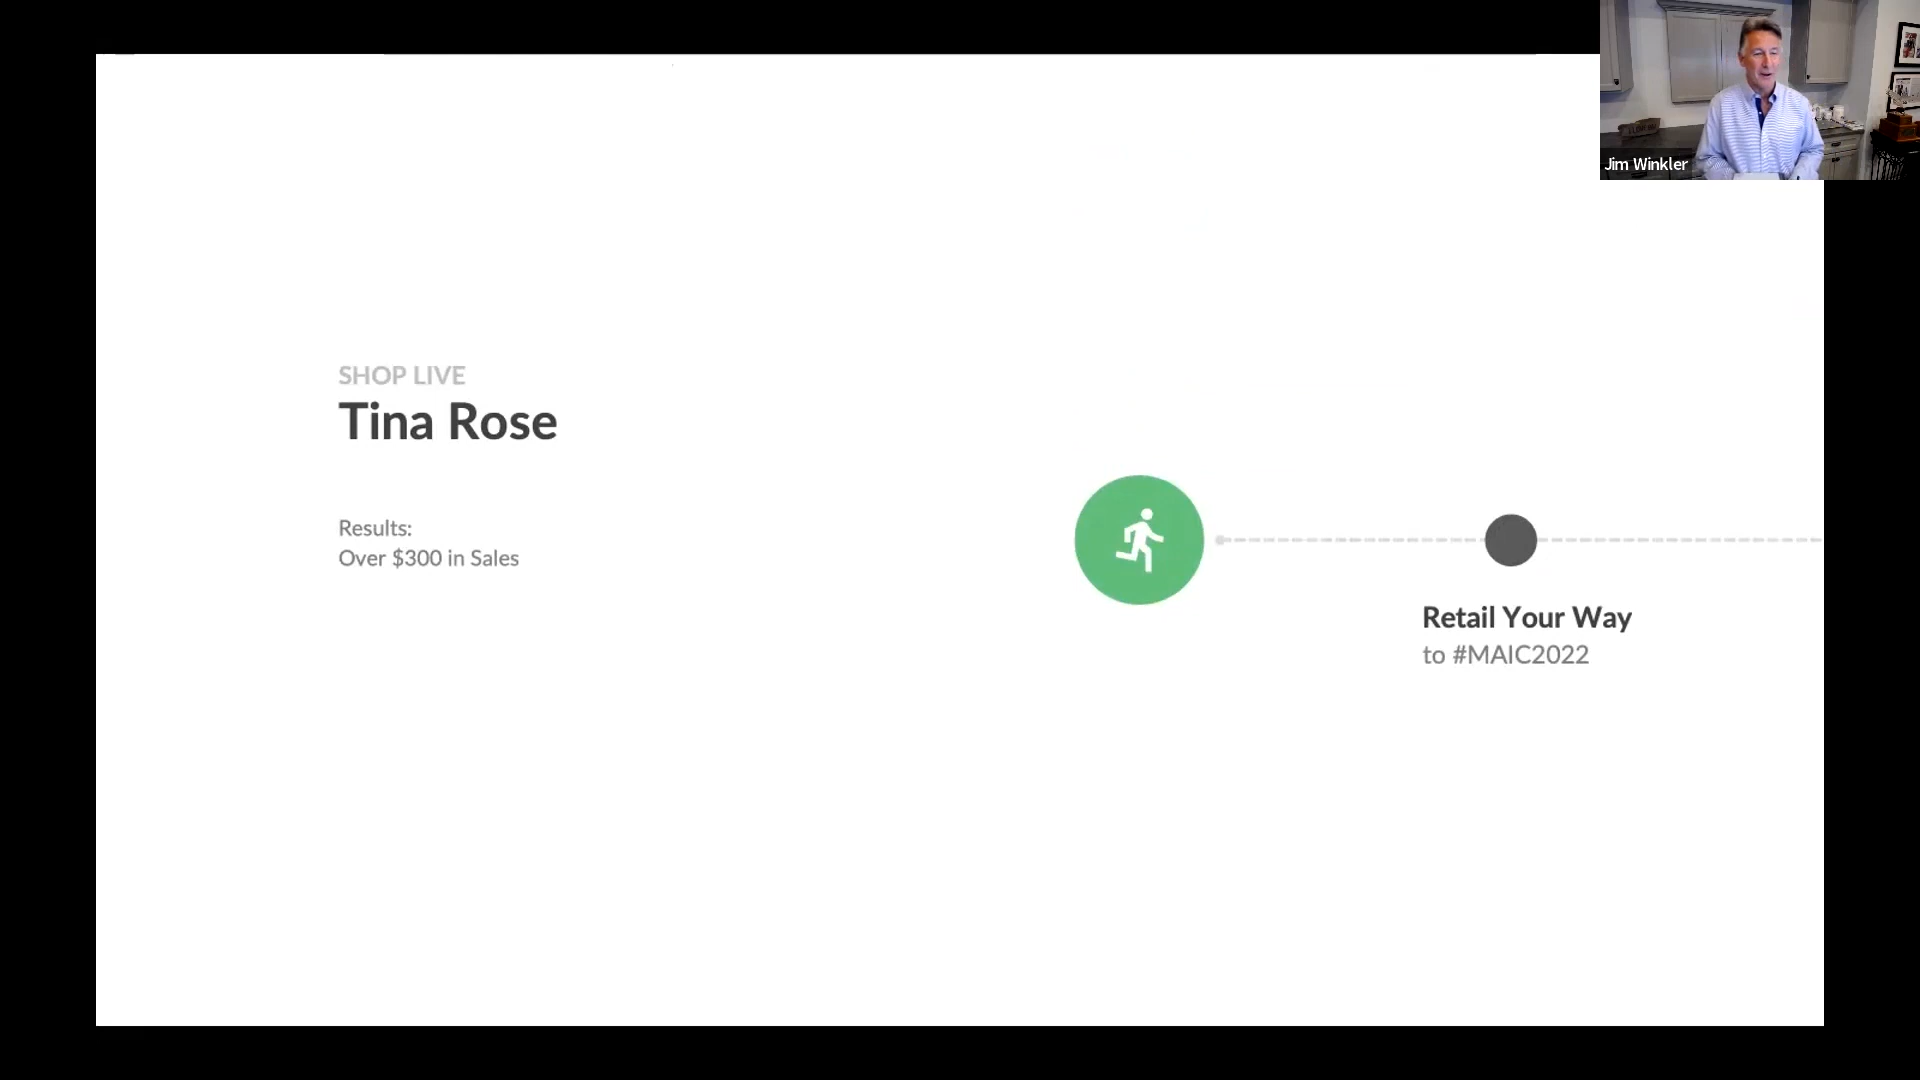 Jim Winkler
SHOP LIVE
Tina Rose
Results:
Over $300 in Sales
Retail Your Way
to #MAIC2022